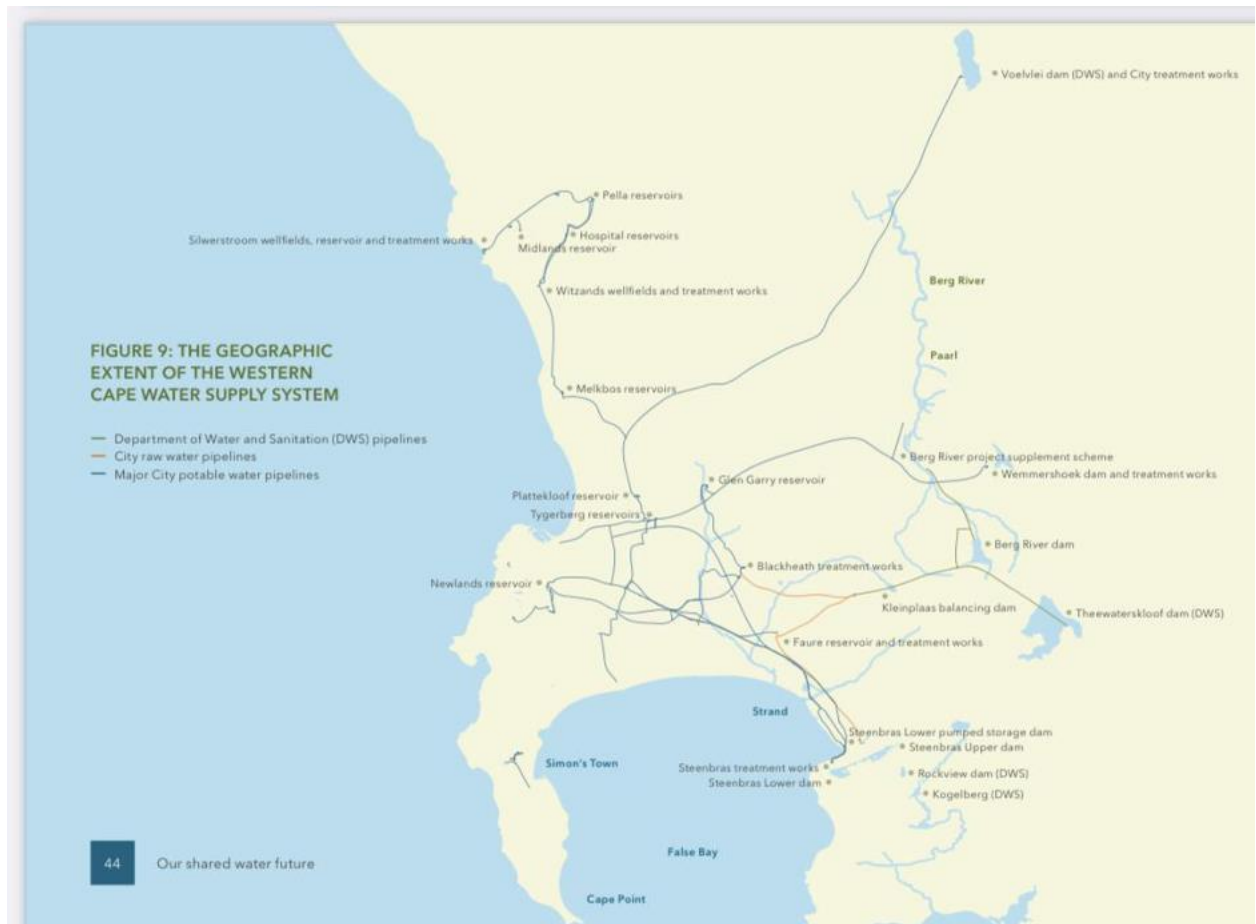 Voelvlei dam (DWS) and City treatment works
Pella reservoirs
Silwerstroom wellfields, reservoir and treatment works
Hospital reservoirs
Midlands reservoir
Witzands wellfields and treatment works
Berg River
FIGURE 9: THE GEOGRAPHIC
EXTENT OF THE WESTERN
CAPE WATER SUPPLY SYSTEM
Paarl
Melkbos reservoirs
Department of Water and Sanitation (DWS) pipelines
City raw water pipelines
Major City potable water pipelines
Berg River project supplement scheme
Wemmershoek dam and treatment works
Glen Garry reservoir
Plattekloof reservoir
Tygerberg reservoirs
Berg River dam
Blackheath treatment works
Newlands reservoir
Kleinplaas balancing dam
Theewaterskloof dam (DWS)
Faure reservoir and treatment works
Strand
Steenbras Lower pumped storage dam
Steenbras Upper dam
Simon's Town
Steenbras treatment works
Rockview dam (DWS)
Steenbras Lower dam
Kogelberg (DWS)
False Bay
44
Our shared water future
Cape Point